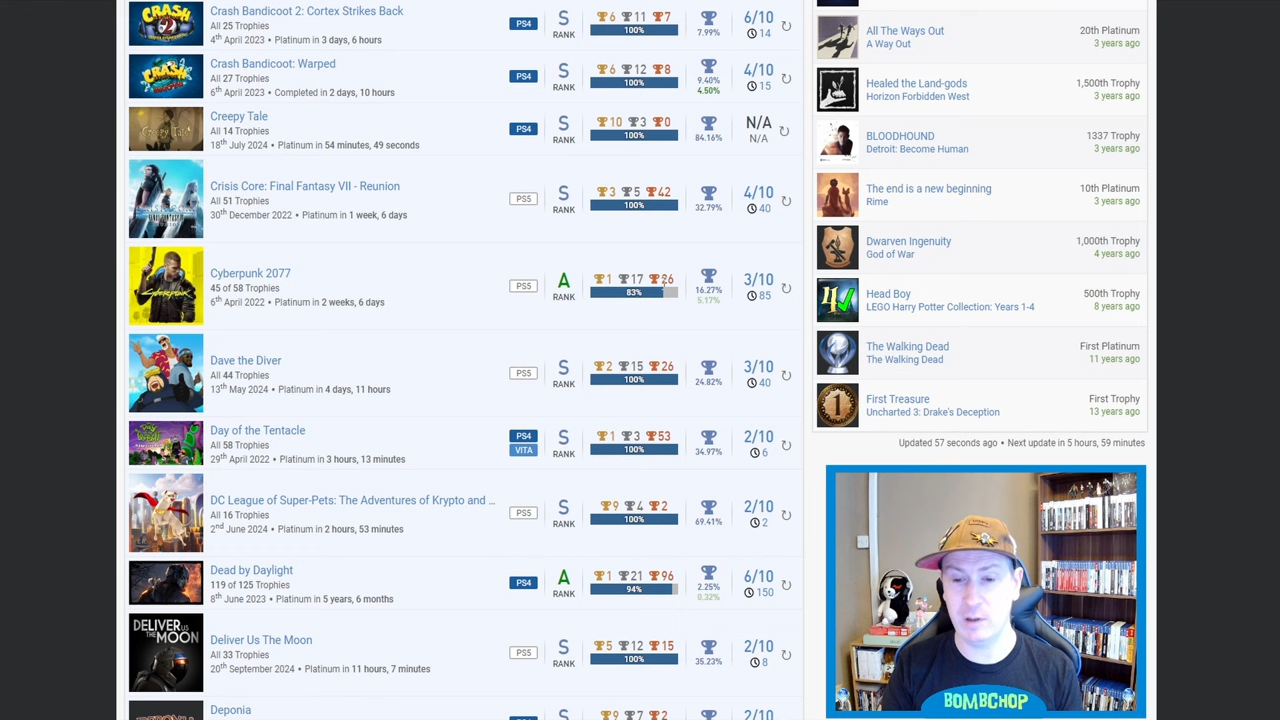 Crash Bandicoot 2: Cortex Strikes Back
All 25 Trophies
4th April 2023 • Platinum in 3 days, 6 hours
PS4
S
RANK
6 11 7
100%
7.99%
6/10
14
Crash Bandicoot: Warped
All 27 Trophies
6th April 2023 • Completed in 2 days, 10 hours
PS4
S
RANK
6 12 8
100%
9.40%
4.50%
4/10
15
Creepy Tale
All 14 Trophies
18th July 2024 • Platinum in 54 minutes, 49 seconds
PS4
S
RANK
10 3 0
100%
84.16%
N/A
Crisis Core: Final Fantasy VII - Reunion
All 51 Trophies
2022 • Platinum in 1 week, 6 days
PS5
S
RANK
3 5 42
100%
32.79%
4/10
60
Cyberpunk 2077
of 58 Trophies
6th April 2022 • Platinum in 2 weeks, 6 days
PS5
A
RANK
1 17 26
83%
16.27%
5.17%
3/10
85
Dave the Diver
All 44 Trophies
13th May 2024 • Platinum in 4 days, 11 hours
PS5
S
RANK
2 15 26
100%
24.82%
3/10
40
Day of the Tentacle
All 58 Trophies
29th April 2022 • Platinum in 3 hours, 13 minutes
PS4
VITA
S
RANK
1 3 53
100%
34.97%
2/10
6
DC League of Super-Pets: The Adventures of Krypto and ...
All 16 Trophies
2nd June 2024 • Platinum in 2 hours, 53 minutes
PS5
S
RANK
9 4 2
100%
69.41%
2/10
2
Dead by Daylight
119 of 125 Trophies
8th June 2023 • Platinum in 5 years, 6 months
PS4
A
RANK
1 21 96
94%
2.25%
0.32%
6/10
150
DELIVER US
THE MOON
Deliver Us The Moon
All 33 Trophies
20th September 2024 • Platinum in 11 hours, 7 minutes
PS5
S
RANK
5 12 15
100%
35.23%
2/10
8
Deponia
9 7 2
All The Ways Out
A Way Out
20th Platinum
3 years ago
Healed the Land-gods
Horizon Forbidden West
1,500th Trophy
3 years ago
BLOODHOUND
Detroit: Become Human
1337 Trophy
3 years ago
The end is a new beginning
Rime
10th Platinum
3 years ago
Dwarven Ingenuity
God of War
1,000th Trophy
4 years ago
4
Head Boy
LEGO Harry Potter Collection: Years 1-4
500th Trophy
8 years ago
The Walking Dead
The Walking Dead
First Platinum
11 years ago
1
First Treasure
Uncharted 3: Drake's Deception
First Trophy
13 years ago
Updated 57 seconds ago • Next update in 5 hours, 59 minutes
BOMBCHOP